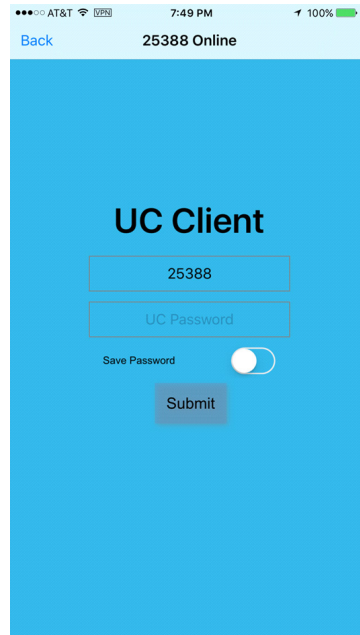 AT&T VPN 7:49 PM 100%
Back 25388 Online
UC Client
25388
UC Password
Save Password
Submit